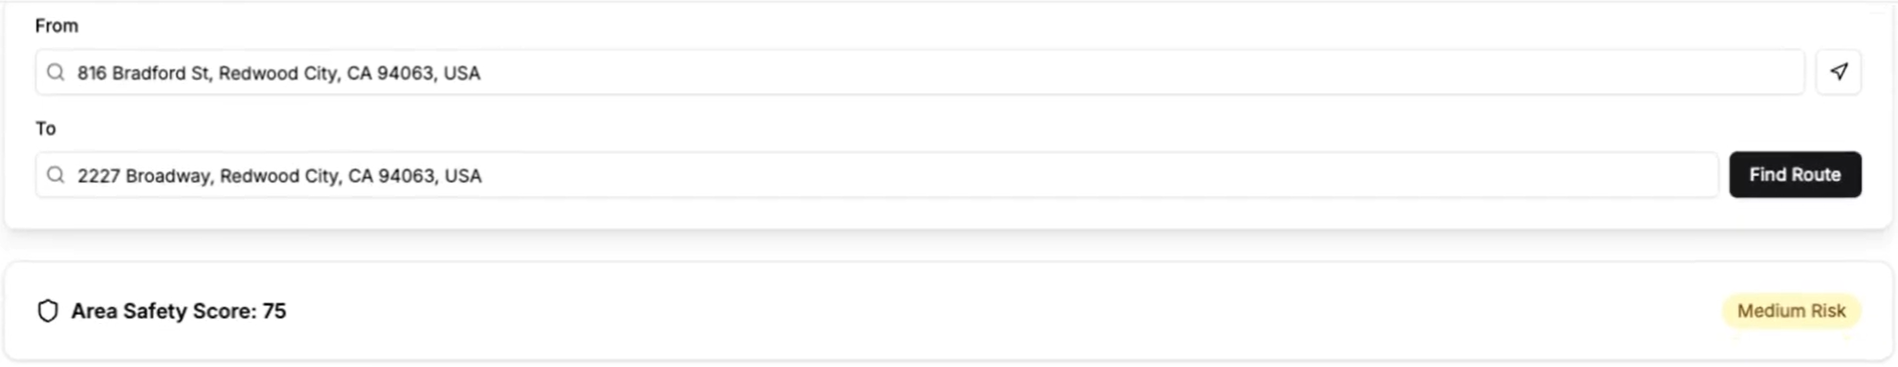 From
816 Bradford St, Redwood City, CA 94063, USA
To
2227 Broadway, Redwood City, CA 94063, USA
Find Route
Area Safety Score: 75
Medium Risk